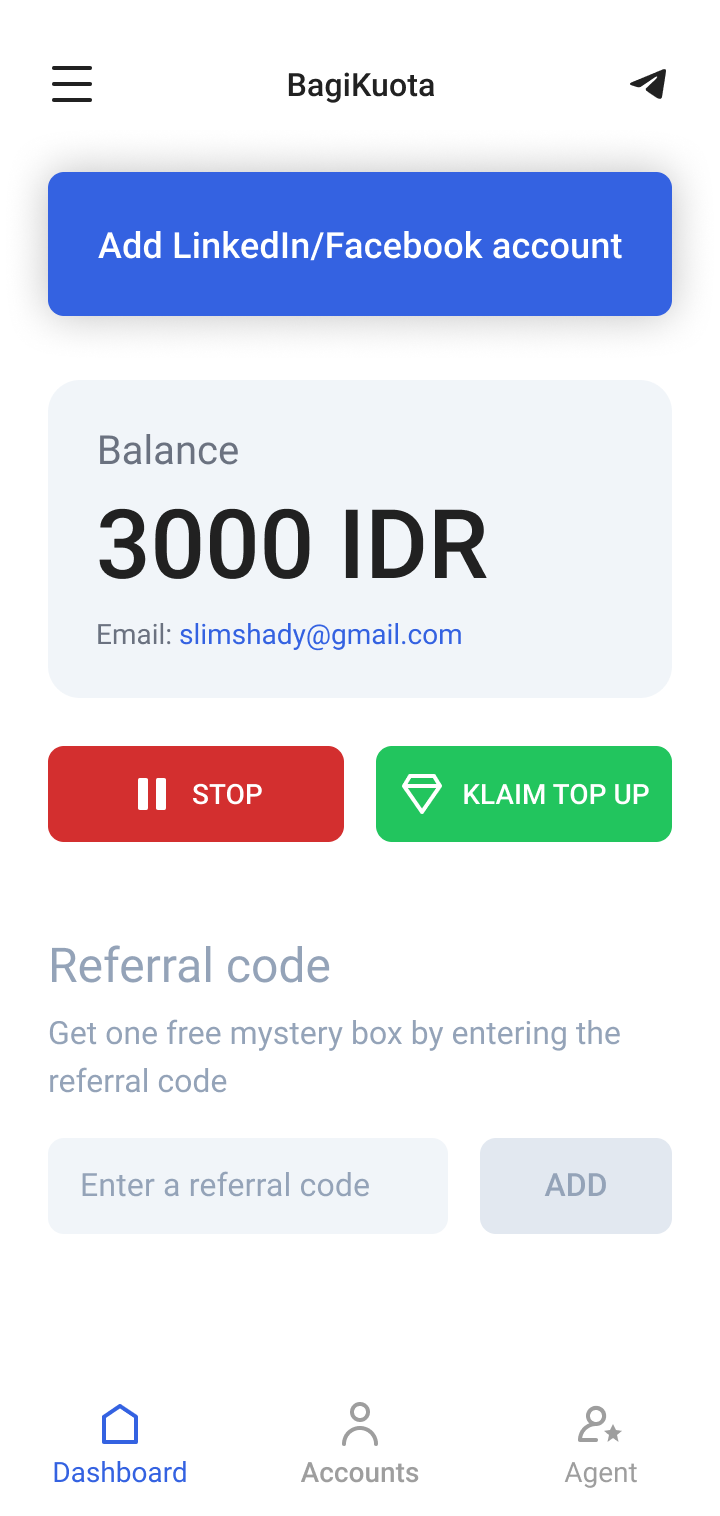 BagiKuota
Add LinkedIn/Facebook account
Balance
3000 IDR
Email: slimshady@gmail.com
STOP
KLAIM TOP UP
Referral code
Get one free mystery box by entering the
referral code
Enter a referral code
ADD
Dashboard
Accounts
Agent